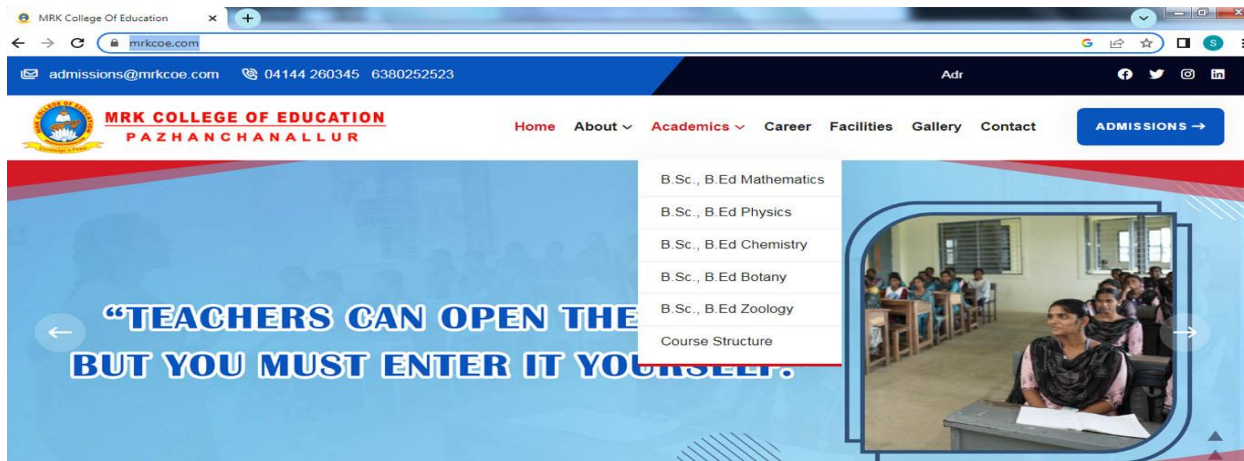 MRK College Of Education
mrkcoe.com
admissions@mrkcoe.com 04144 260345 6380252523 Adr
MRK COLLEGE OF EDUCATION
PAZHANCHANALLUR
Home About Academics Career Facilities Gallery Contact ADMISSIONS →
B.Sc., B.Ed Mathematics
B.Sc., B.Ed Physics
B.Sc., B.Ed Chemistry
B.Sc., B.Ed Botany
B.Sc., B.Ed Zoology
Course Structure
“TEACHERS CAN OPEN THE
BUT YOU MUST ENTER IT YOURSELF.